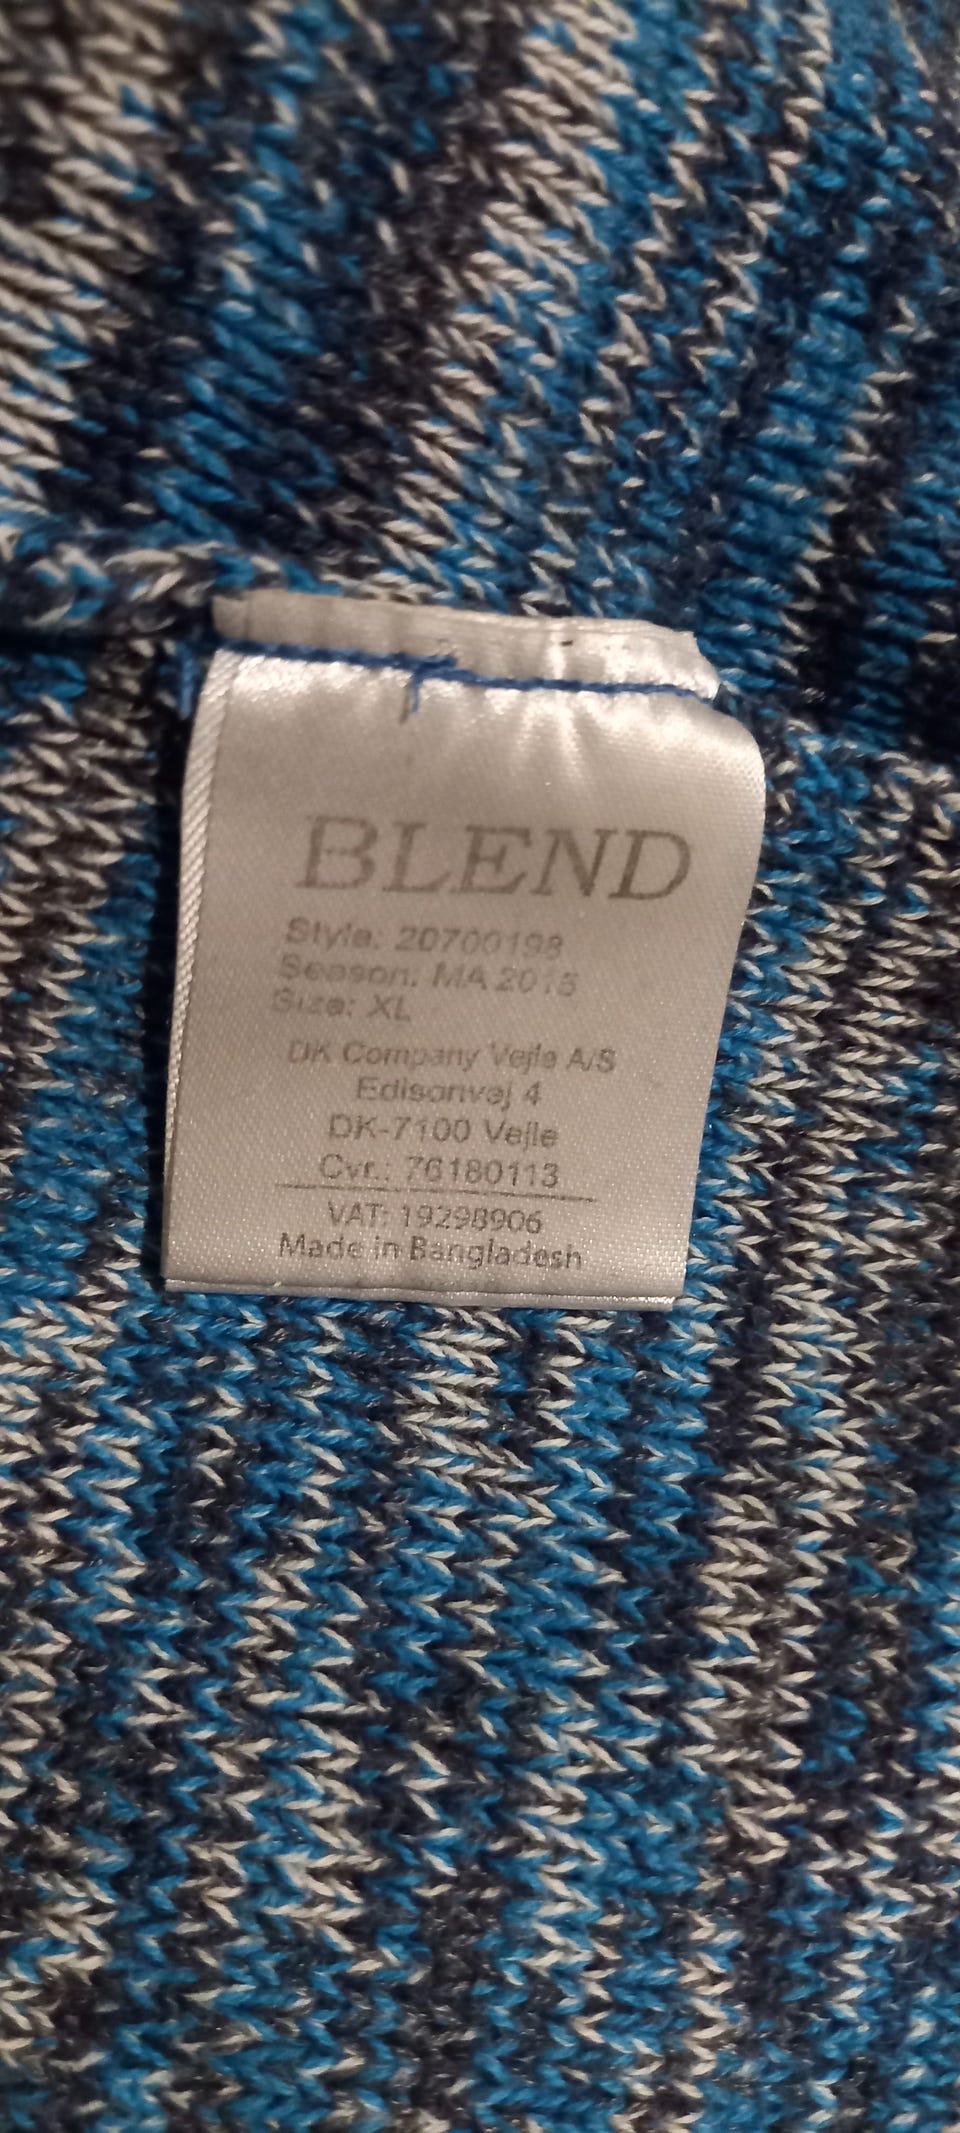 BLEND
Style: 20700198
Season: MA 2015
Size: XL
DK Company Vejle A/S
Edisonvej 4
DK-7100 Vejle
Cvr.: 76180113
VAT: 19298906
Made in Bangladesh